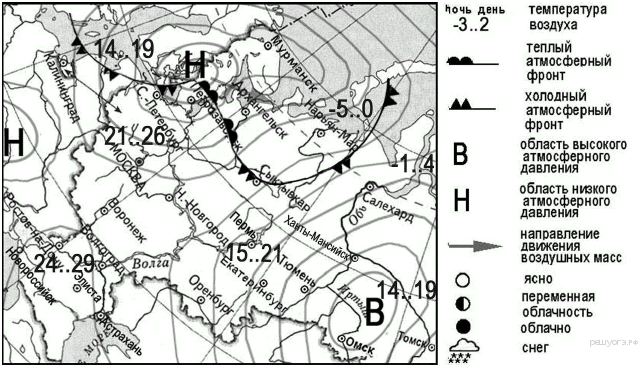 14..19
Н
Мурманск
Калининград
С.-Петербург
Петрозаводск
Архангельск
Нарьян-Мар
-5..0
21..26
Н
МОСКВА
-1..4
Сыктывкар
Салехард
Обь
Воронеж
Н.-Новгород
Пермь
Ханты-Мансийск
Ростов-на-Дону
Новороссийск
Волгоград
24..29
Элиста
Волга
15..21
Екатеринбург
Тюмень
Оренбург
Иртыш
14..19
В
Астрахань
Омск
Томск
ночь день
-3..2
температура
воздуха
теплый
атмосферный
фронт
холодный
атмосферный
фронт
В
область высокого
атмосферного
давления
Н
область низкого
атмосферного
давления
направление
движения
воздушных масс
ясно
переменная
облачность
облачно
снег
решуогэ.рф